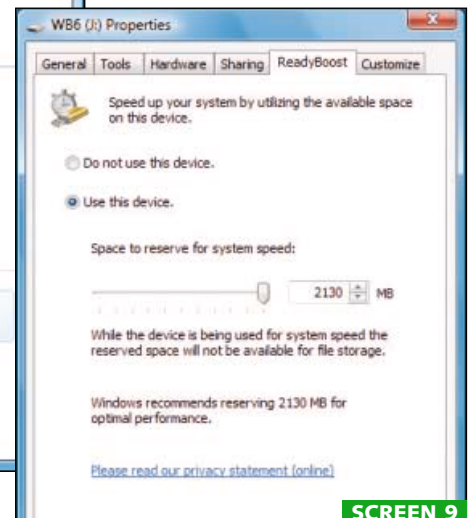 WB6 (J:) Properties
General Tools Hardware Sharing ReadyBoost Customize
Speed up your system by utilizing the available space
on this device.
Do not use this device.
Use this device.
Space to reserve for system speed:
2130 MB
While the device is being used for system speed the
reserved space will not be available for file storage.
Windows recommends reserving 2130 MB for
optimal performance.
Please read our privacy statement (online)
SCREEN 9